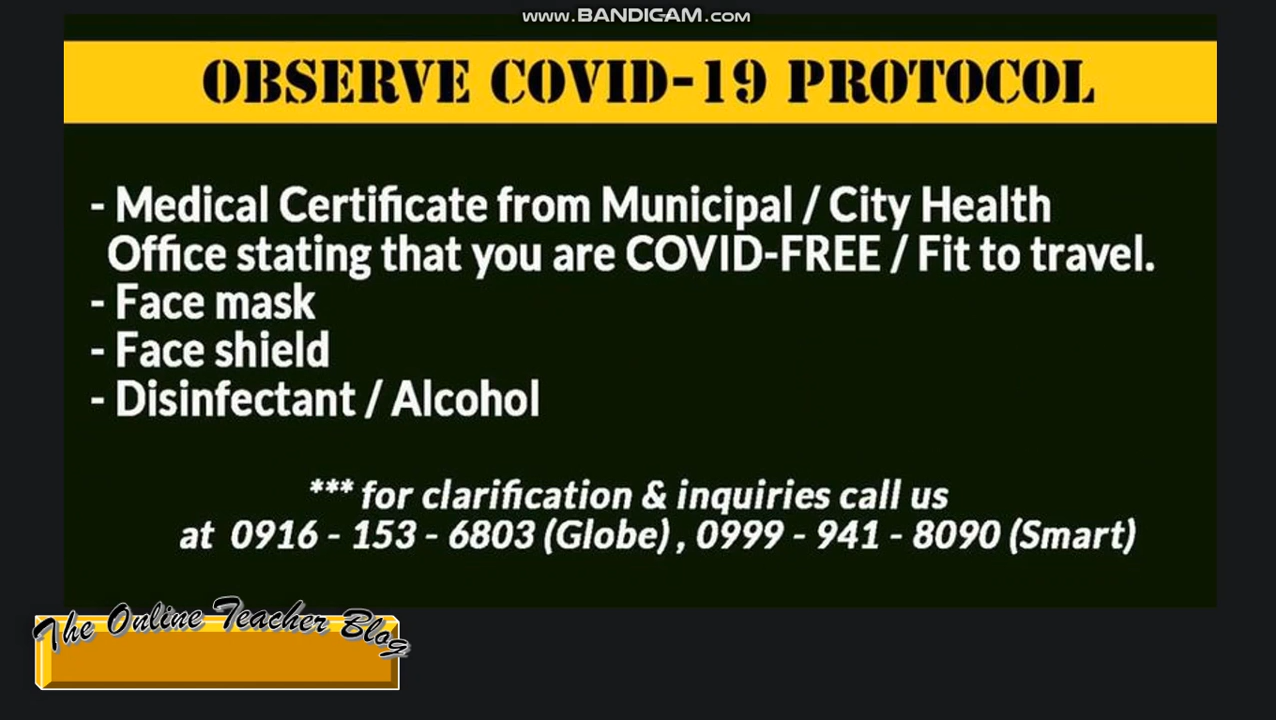 www.BANDICAM.com
OBSERVE COVID-19 PROTOCOL
- Medical Certificate from Municipal / City Health
Office stating that you are COVID-FREE / Fit to travel.
- Face mask
- Face shield
- Disinfectant / Alcohol
*** for clarification & inquiries call us
at 0916 - 153 - 6803 (Globe) , 0999 - 941 - 8090 (Smart)
The Online Teacher Blog